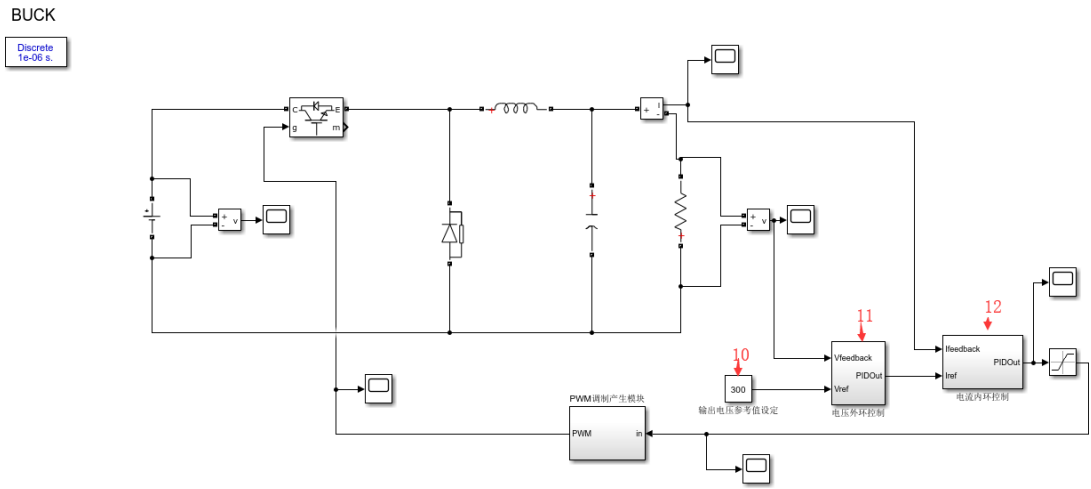 BUCK
Discrete
1e-06 s.
C
E
g
m
+
i
-
+
v
-
+
v
-
11
12
10
Vfeedback
PIDOut
Vref
Ifeedback
PIDOut
Iref
300
输出电压参考值设定
电压外环控制
电流内环控制
PWM调制产生模块
PWM
in